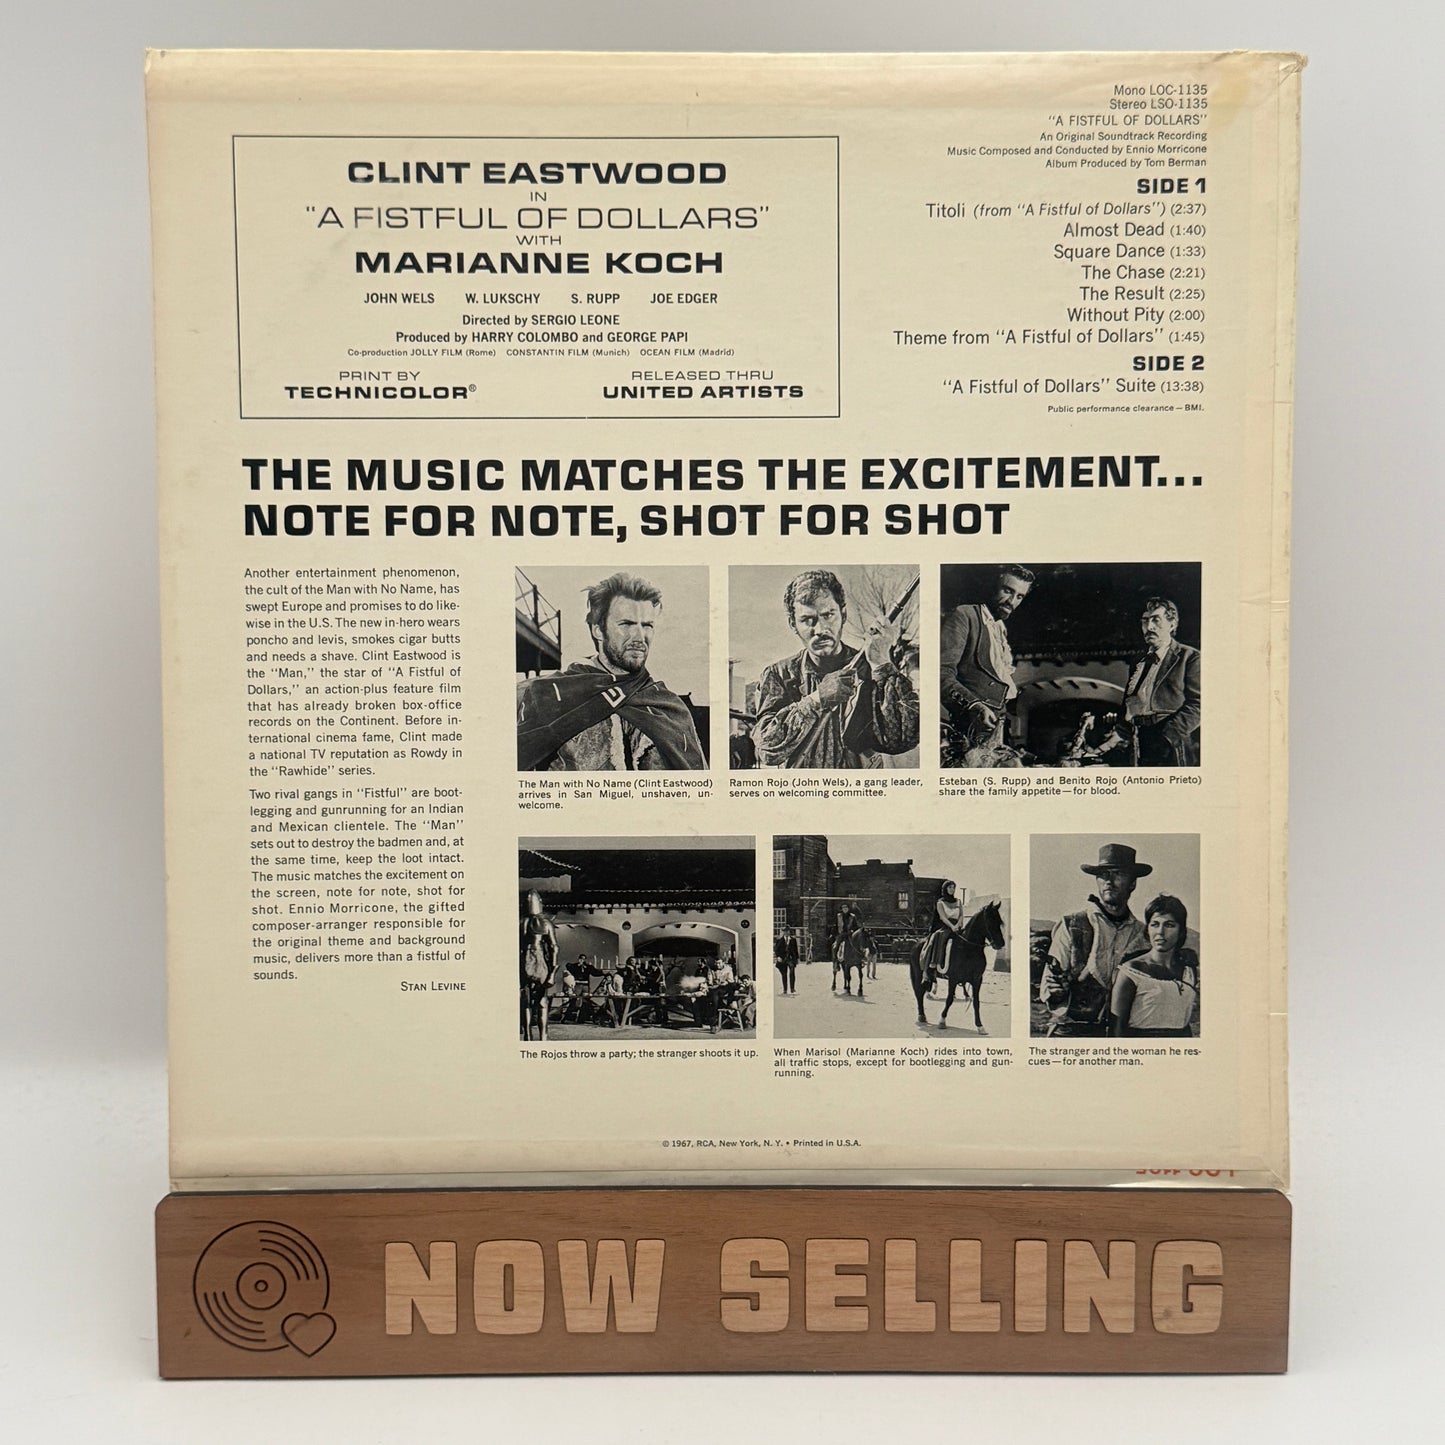 Mono LOC-1135
Stereo LSO-1135
"A FISTFUL OF DOLLARS"
An Original Soundtrack Recording
Music Composed and Conducted by Ennio Morricone
Album Produced by Tom Berman
SIDE 1
Titoli (from "A Fistful of Dollars") (2:37)
Almost Dead (1:40)
Square Dance (1:33)
The Chase (2:21)
The Result (2:25)
Without Pity (2:00)
Theme from "A Fistful of Dollars" (1:45)
SIDE 2
"A Fistful of Dollars" Suite (13:38)
Public performance clearance—BMI.
CLINT EASTWOOD
IN
"A FISTFUL OF DOLLARS"
WITH
MARIANNE KOCH
JOHN WELS W. LUKSCHY S. RUPP JOE EDGER
Directed by SERGIO LEONE
Produced by HARRY COLOMBO and GEORGE PAPI
Co-production JOLLY FILM (Rome) CONSTANTIN FILM (Munich) OCEAN FILM (Madrid)
PRINT BY
TECHNICOLOR®
RELEASED THRU
UNITED ARTISTS
THE MUSIC MATCHES THE EXCITEMENT...
NOTE FOR NOTE, SHOT FOR SHOT
Another entertainment phenomenon,
the cult of the Man with No Name, has
swept Europe and promises to do like-
wise in the U.S. The new in-hero wears
poncho and levis, smokes cigar butts
and needs a shave. Clint Eastwood is
the "Man," the star of "A Fistful of
Dollars," an action-plus feature film
that has already broken box-office
records on the Continent. Before in-
ternational cinema fame, Clint made
a national TV reputation as Rowdy in
the "Rawhide" series.
Two rival gangs in "Fistful" are boot-
legging and gunrunning for an Indian
and Mexican clientele. The "Man"
sets out to destroy the badmen and, at
the same time, keep the loot intact.
The music matches the excitement on
the screen, note for note, shot for
shot. Ennio Morricone, the gifted
composer-arranger responsible for
the original theme and background
music, delivers more than a fistful of
sounds.
STAN LEVINE
The Man with No Name (Clint Eastwood)
arrives in San Miguel, unshaven, un-
welcome.
Ramon Rojo (John Wels), a gang leader,
serves on welcoming committee.
Esteban (S. Rupp) and Benito Rojo (Antonio Prieto)
share the family appetite—for blood.
The Rojos throw a party; the stranger shoots it up.
When Marisol (Marianne Koch) rides into town,
all traffic stops, except for bootlegging and gun-
running.
The stranger and the woman he res-
cues—for another man.
© 1967, RCA, New York, N. Y. • Printed in U.S.A.
NOW SELLING